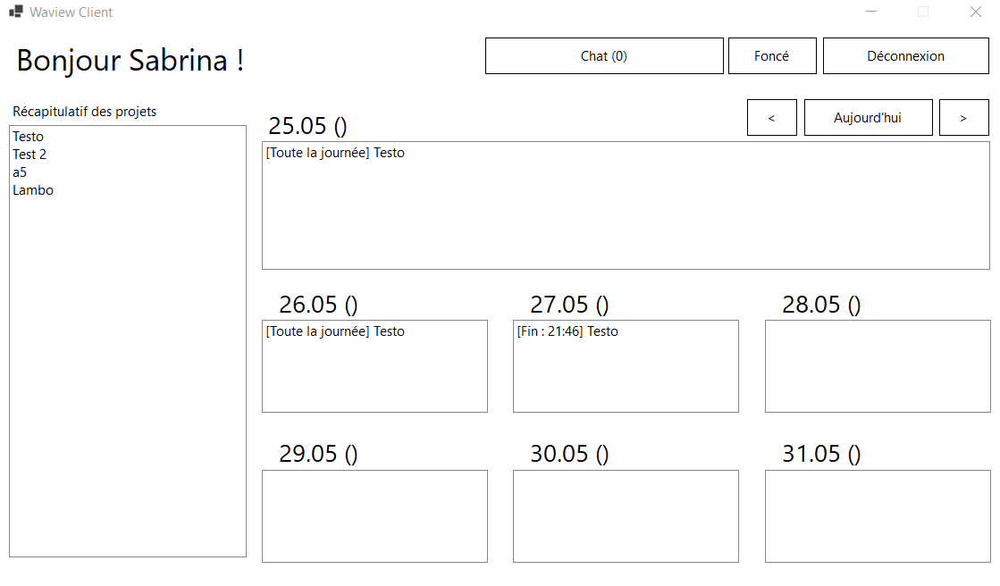 Waview Client
Bonjour Sabrina !
Chat (0)
Foncé
Déconnexion
Récapitulatif des projets
Testo
Test 2
a5
Lambo
25.05 ()
<
Aujourd'hui
>
[Toute la journée] Testo
26.05 ()
[Toute la journée] Testo
27.05 ()
[Fin : 21:46] Testo
28.05 ()
29.05 ()
30.05 ()
31.05 ()